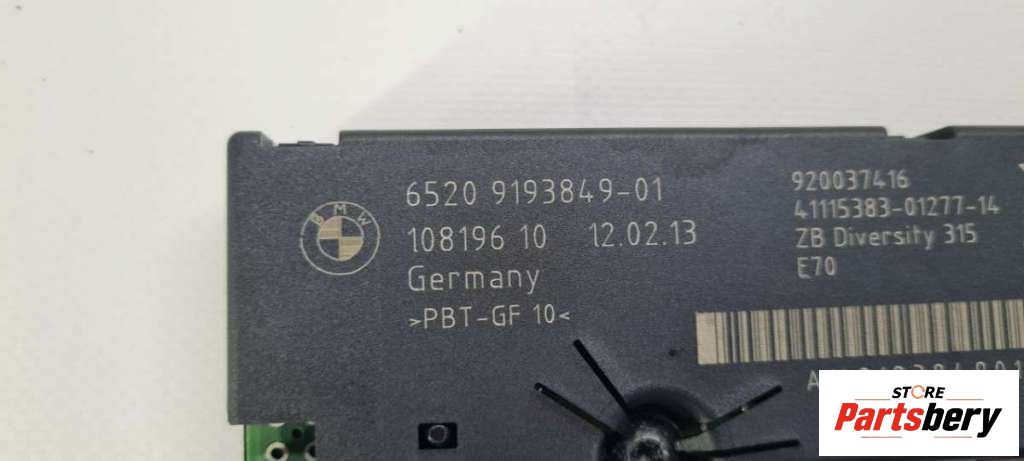 BMW
6520 9193849-01
108196 10 12.02.13
Germany
>PBT-GF 10<
920037416
41115383-01277-14
ZB Diversity 315
E70
STORE
Partsbery